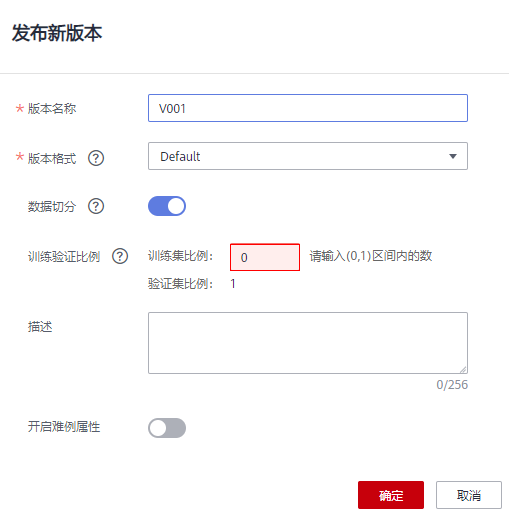 发布新版本
* 版本名称 V001
* 版本格式 ? Default
数据切分 ?
训练验证比例 ? 训练集比例： 0 请输入(0,1)区间内的数
验证集比例： 1
描述
0/256
开启难例属性
确定 取消